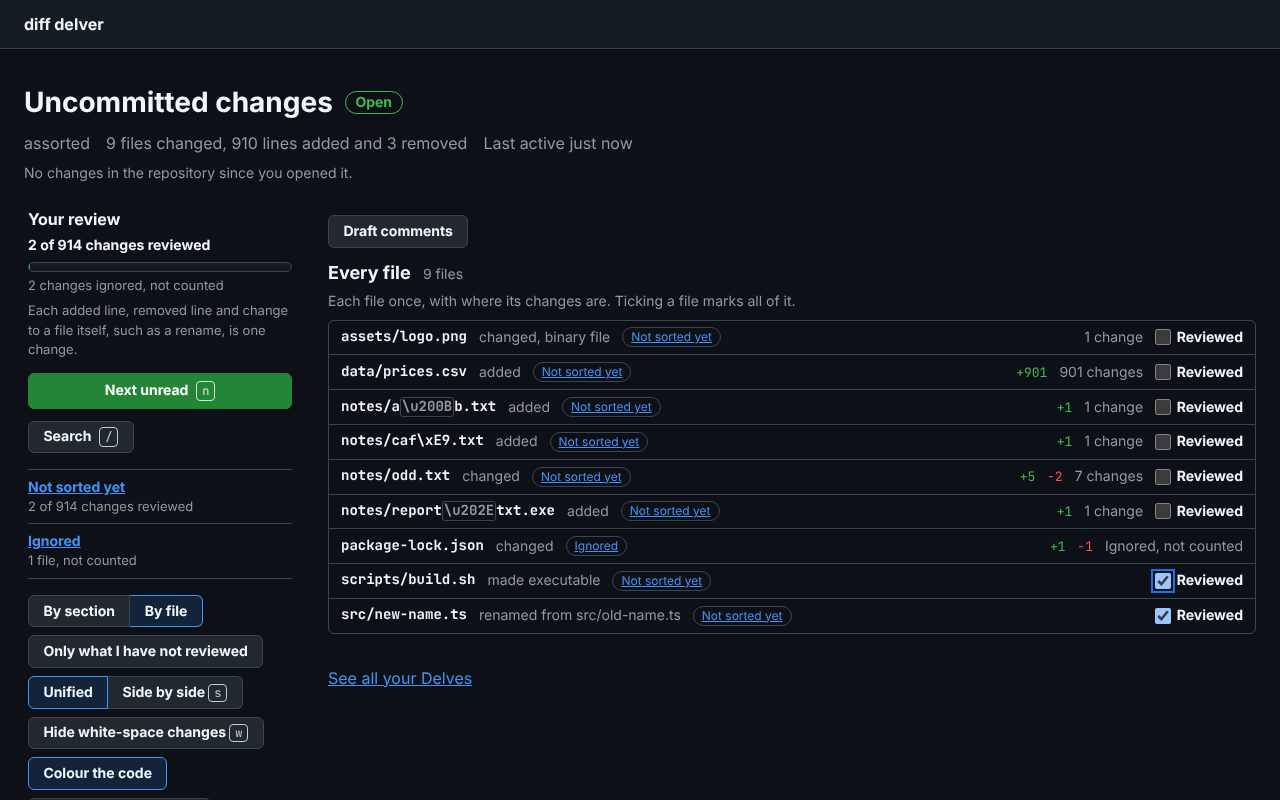 diff delver
Uncommitted changes Open
assorted 9 files changed, 910 lines added and 3 removed Last active just now
No changes in the repository since you opened it.
Your review
2 of 914 changes reviewed
2 changes ignored, not counted
Each added line, removed line and change
to a file itself, such as a rename, is one
change.
Next unread n
Search /
Not sorted yet
2 of 914 changes reviewed
Ignored
1 file, not counted
By section By file
Only what I have not reviewed
Unified Side by side s
Hide white-space changes w
Colour the code
Draft comments
Every file 9 files
Each file once, with where its changes are. Ticking a file marks all of it.
assets/logo.png changed, binary file Not sorted yet 1 change Reviewed
data/prices.csv added Not sorted yet +901 901 changes Reviewed
notes/a\u200Bb.txt added Not sorted yet +1 1 change Reviewed
notes/caf\xE9.txt added Not sorted yet +1 1 change Reviewed
notes/odd.txt changed Not sorted yet +5 -2 7 changes Reviewed
notes/report\u202Etxt.exe added Not sorted yet +1 1 change Reviewed
package-lock.json changed Ignored +1 -1 Ignored, not counted
scripts/build.sh made executable Not sorted yet Reviewed
src/new-name.ts renamed from src/old-name.ts Not sorted yet Reviewed
See all your Delves